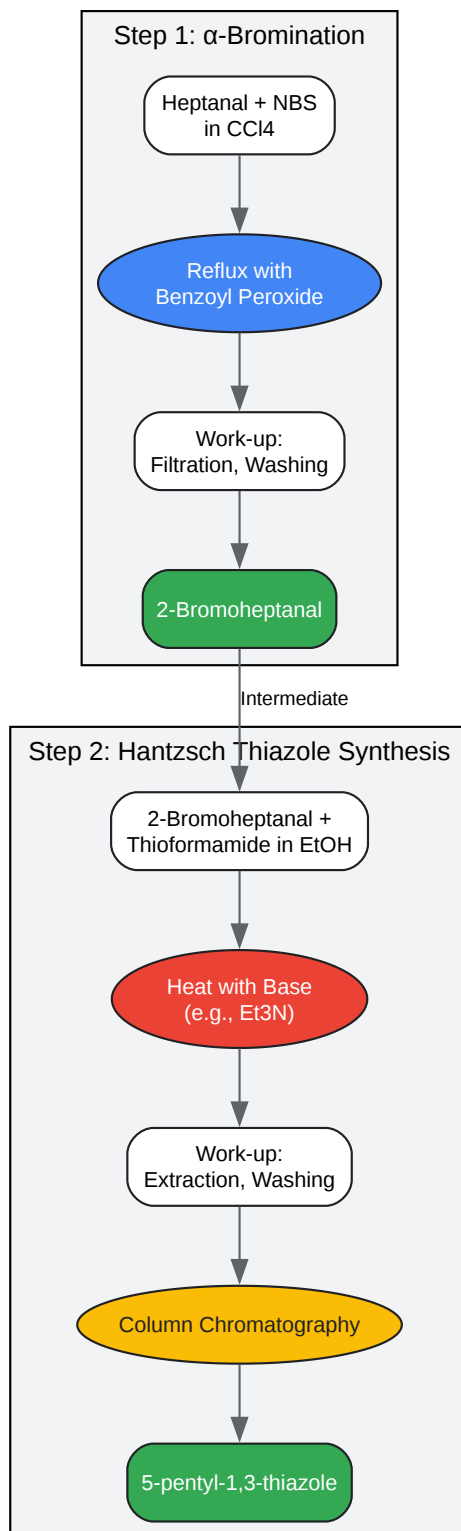 Step 1: α-Bromination
Heptanal + NBS
in CCl4
Reflux with
Benzoyl Peroxide
Work-up:
Filtration, Washing
2-Bromoheptanal
Intermediate
Step 2: Hantzsch Thiazole Synthesis
2-Bromoheptanal +
Thioformamide in EtOH
Heat with Base
(e.g., Et3N)
Work-up:
Extraction, Washing
Column Chromatography
5-pentyl-1,3-thiazole